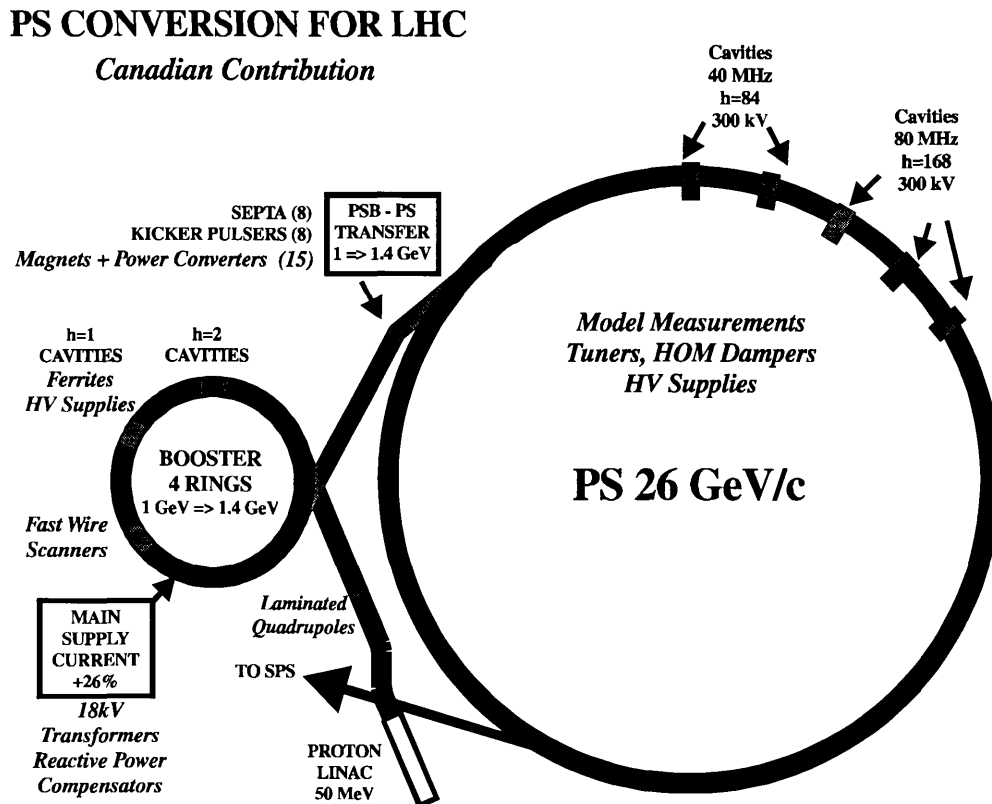 PS CONVERSION FOR LHC
Canadian Contribution
Cavities
40 MHz
h=84
300 kV
Cavities
80 MHz
h=168
300 kV
SEPTA (8)
KICKER PULSERS (8)
Magnets + Power Converters (15)
PSB - PS
TRANSFER
1 => 1.4 GeV
h=1
CAVITIES
Ferrites
HV Supplies
h=2
CAVITIES
Model Measurements
Tuners, HOM Dampers
HV Supplies
BOOSTER
4 RINGS
1 GeV => 1.4 GeV
PS 26 GeV/c
Fast Wire
Scanners
MAIN
SUPPLY
CURRENT
+26%
18kV
Transformers
Reactive Power
Compensators
Laminated
Quadrupoles
TO SPS
PROTON
LINAC
50 MeV